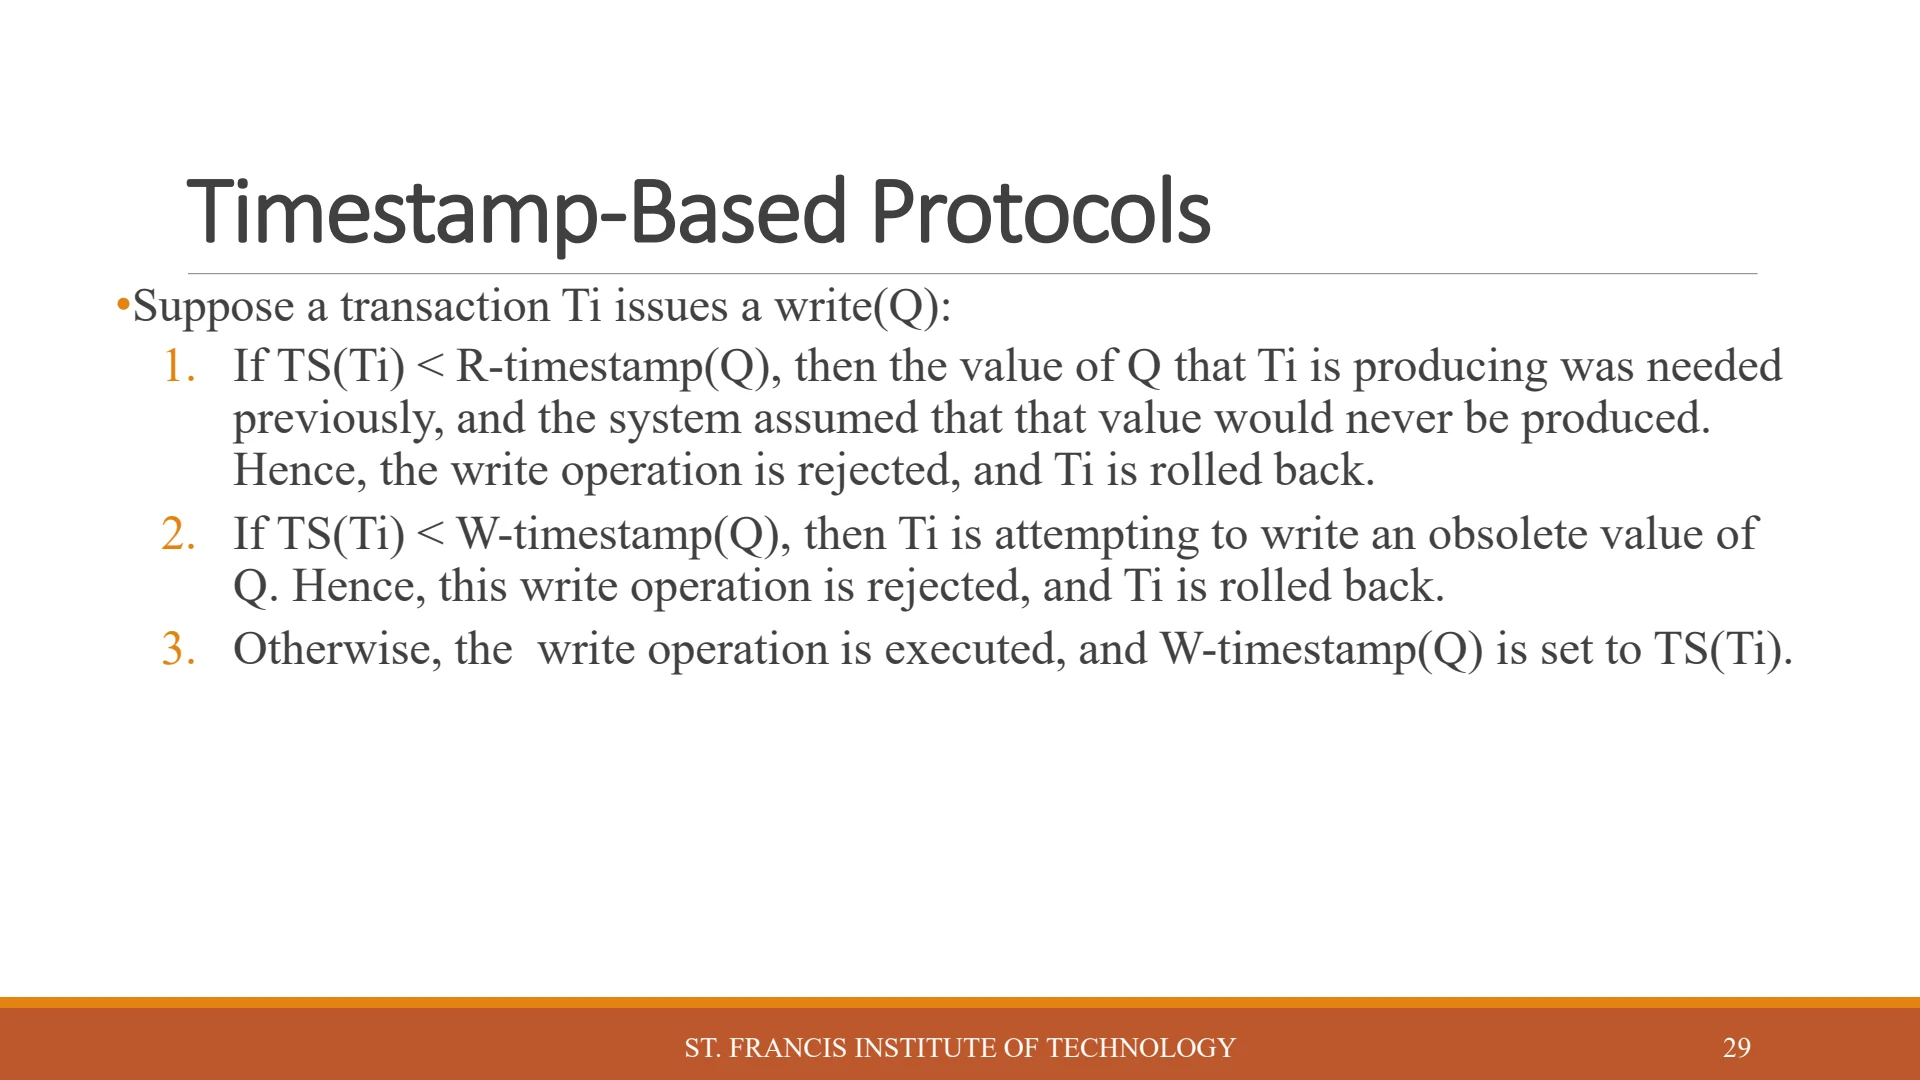 Timestamp-Based Protocols
•Suppose a transaction Ti issues a write(Q):
1. If TS(Ti) < R-timestamp(Q), then the value of Q that Ti is producing was needed
previously, and the system assumed that that value would never be produced.
Hence, the write operation is rejected, and Ti is rolled back.
2. If TS(Ti) < W-timestamp(Q), then Ti is attempting to write an obsolete value of
Q. Hence, this write operation is rejected, and Ti is rolled back.
3. Otherwise, the  write operation is executed, and W-timestamp(Q) is set to TS(Ti).
ST. FRANCIS INSTITUTE OF TECHNOLOGY
29